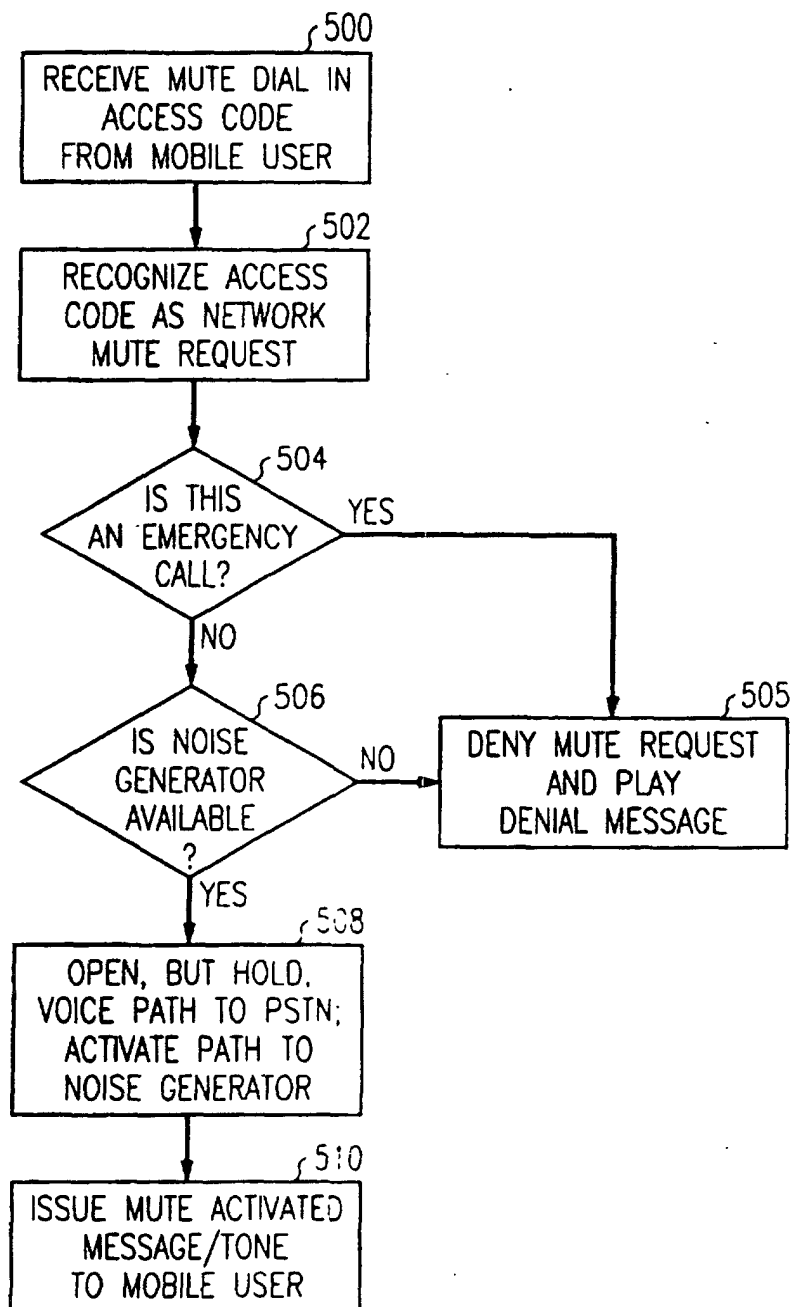 500
RECEIVE MUTE DIAL IN
ACCESS CODE
FROM MOBILE USER
502
RECOGNIZE ACCESS
CODE AS NETWORK
MUTE REQUEST
504
IS THIS
AN EMERGENCY
CALL?
YES
NO
506
IS NOISE
GENERATOR
AVAILABLE
?
NO
505
DENY MUTE REQUEST
AND PLAY
DENIAL MESSAGE
YES
508
OPEN, BUT HOLD,
VOICE PATH TO PSTN;
ACTIVATE PATH TO
NOISE GENERATOR
510
ISSUE MUTE ACTIVATED
MESSAGE/TONE
TO MOBILE USER